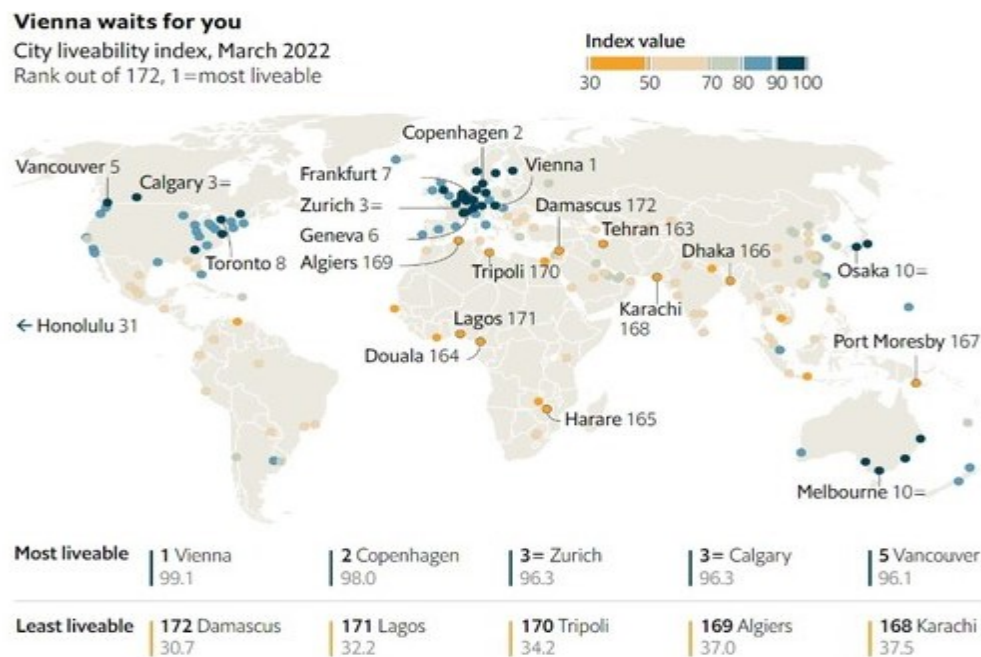 Vienna waits for you
City liveability index, March 2022
Rank out of 172, 1=most liveable
Index value
30 50 70 80 90 100
Copenhagen 2
Vancouver 5
Calgary 3=
Frankfurt 7
Vienna 1
Zurich 3=
Damascus 172
Geneva 6
Tehran 163
Dhaka 166
Toronto 8
Algiers 169
Tripoli 170
Osaka 10=
Karachi
168
← Honolulu 31
Lagos 171
Douala 164
Port Moresby 167
Harare 165
Melbourne 10=
Most liveable 1 Vienna 2 Copenhagen 3= Zurich 3= Calgary 5 Vancouver
99.1 98.0 96.3 96.3 96.1
Least liveable 172 Damascus 171 Lagos 170 Tripoli 169 Algiers 168 Karachi
30.7 32.2 34.2 37.0 37.5